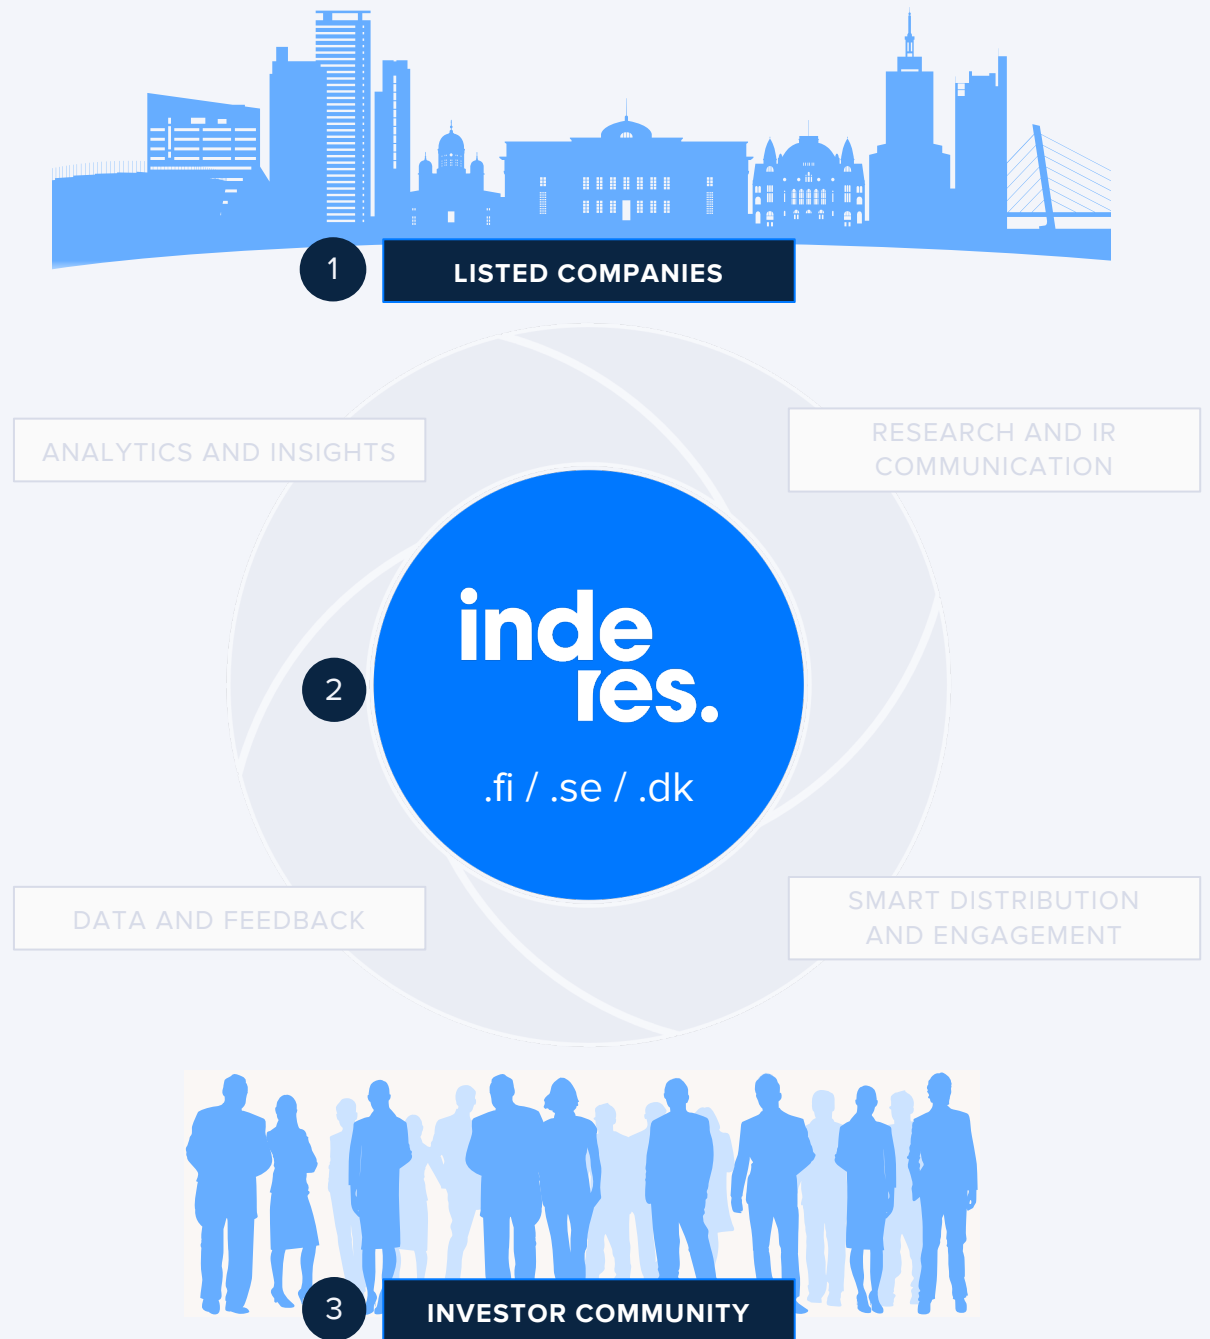 1
LISTED COMPANIES
ANALYTICS AND INSIGHTS
RESEARCH AND IR
COMMUNICATION
inde
res.
2
.fi / .se / .dk
DATA AND FEEDBACK
SMART DISTRIBUTION
AND ENGAGEMENT
3
INVESTOR COMMUNITY